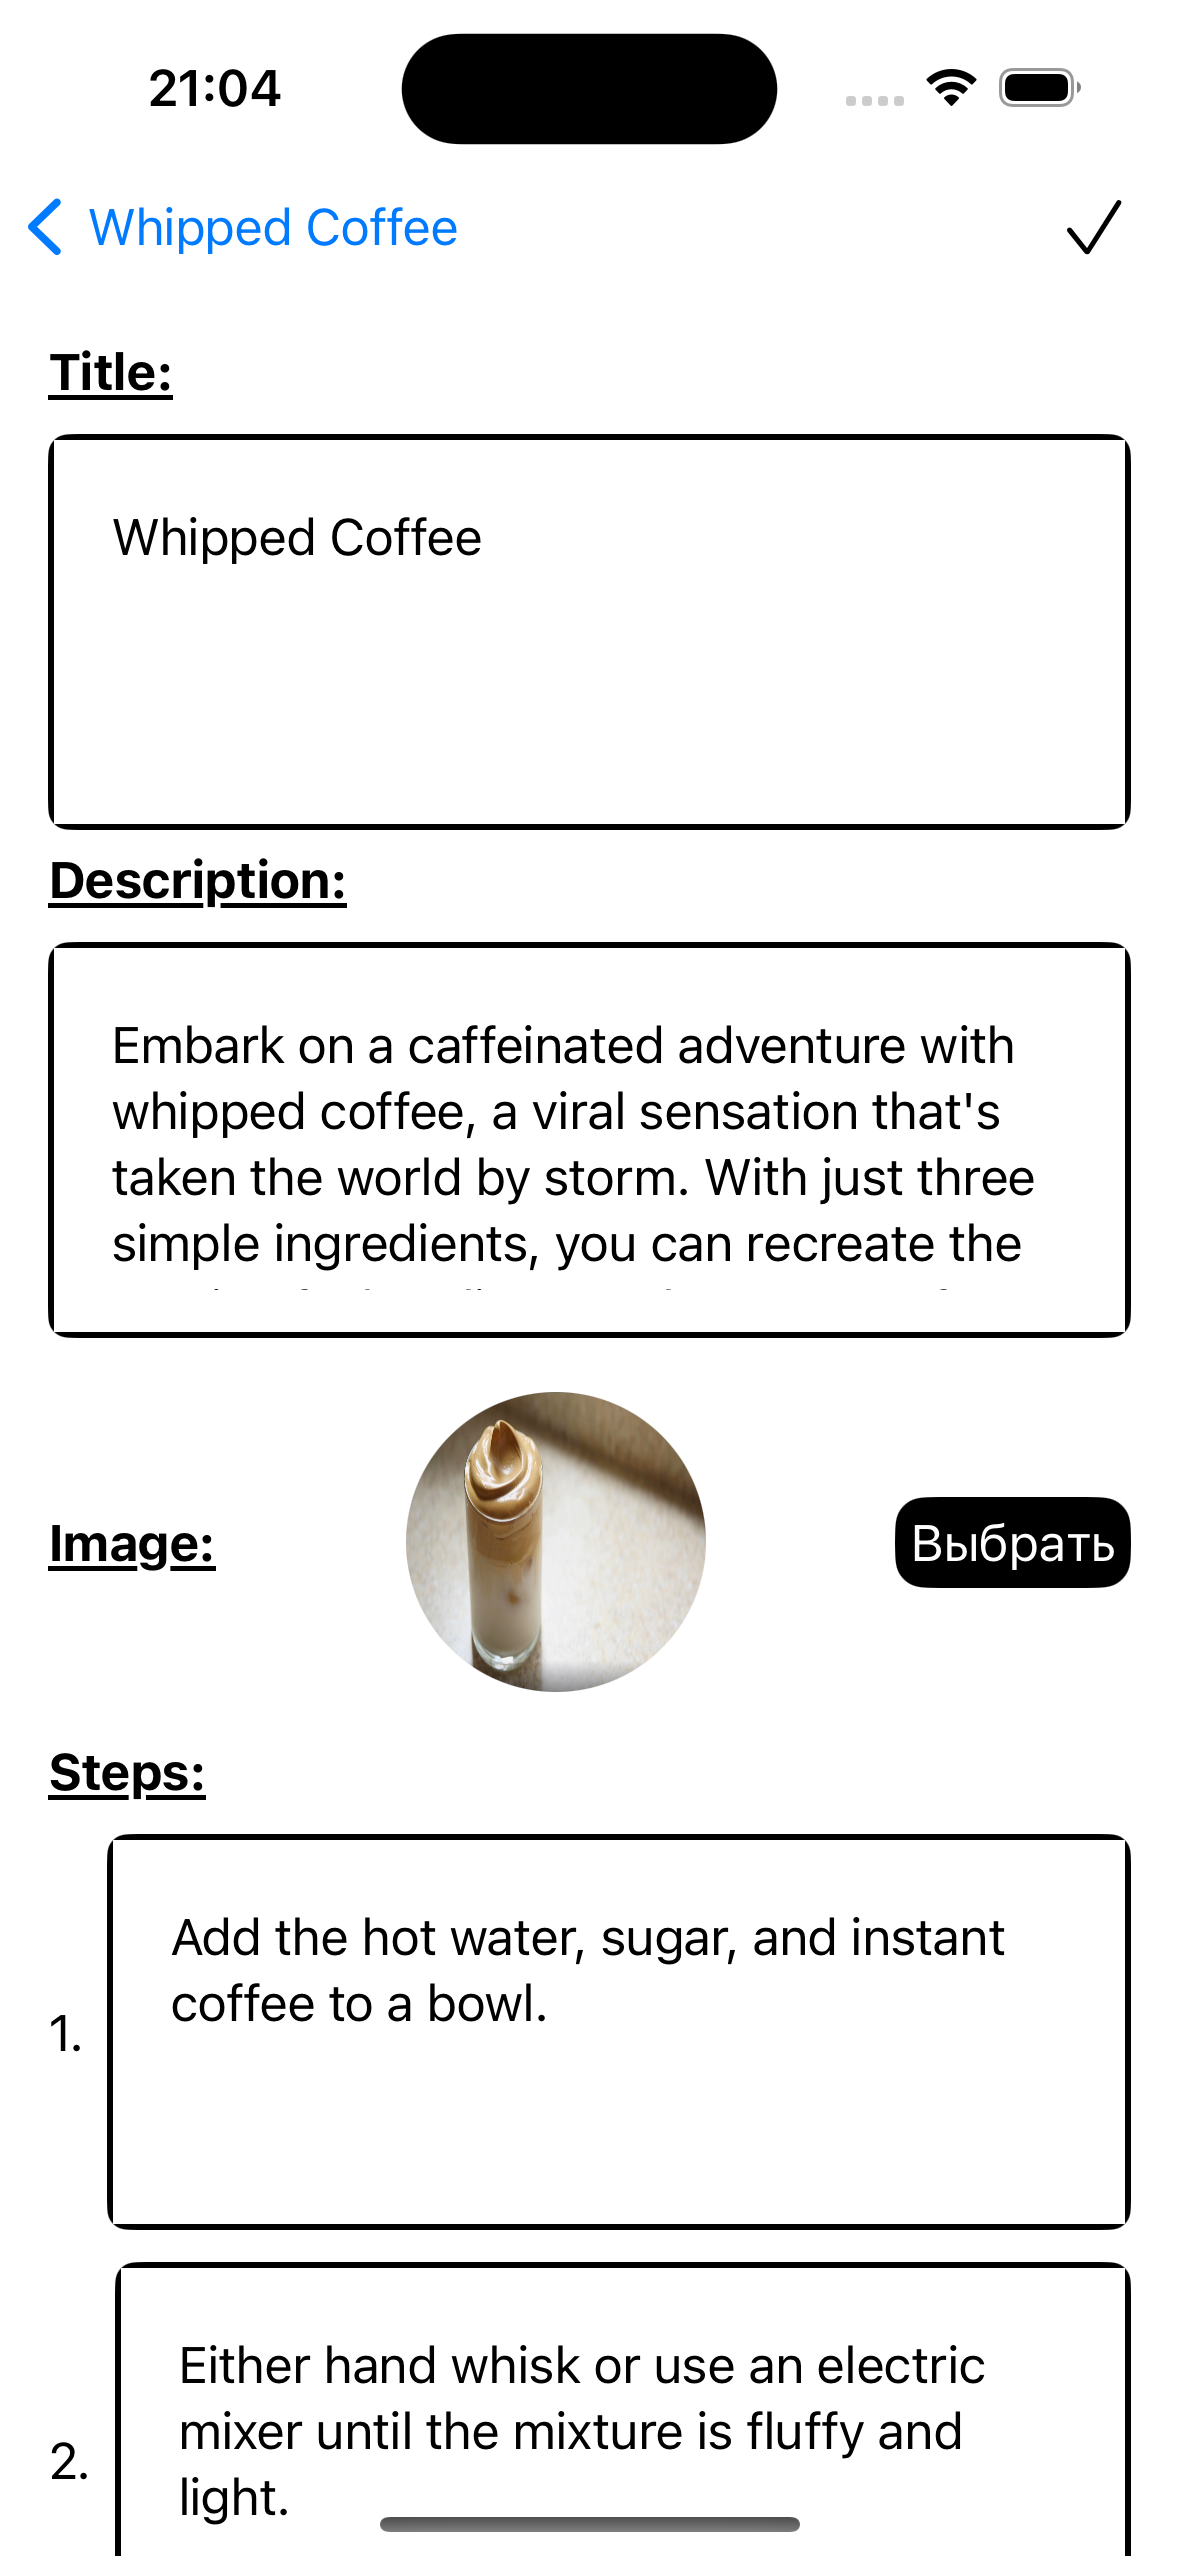 21:04
Whipped Coffee
Title:
Whipped Coffee
Description:
Embark on a caffeinated adventure with
whipped coffee, a viral sensation that's
taken the world by storm. With just three
simple ingredients, you can recreate the
Image:
Выбрать
Steps:
1.
Add the hot water, sugar, and instant
coffee to a bowl.
2.
Either hand whisk or use an electric
mixer until the mixture is fluffy and
light.